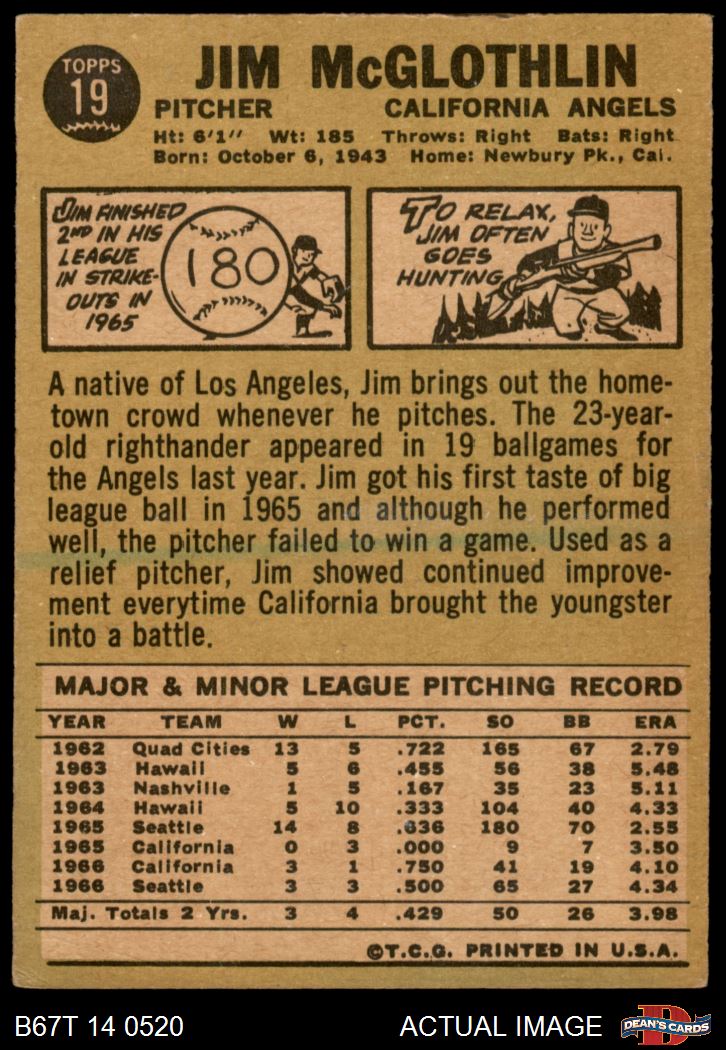 TOPPS
19
JIM McGLOTHLIN
PITCHER CALIFORNIA ANGELS
Ht: 6'1" Wt: 185 Throws: Right Bats: Right
Born: October 6, 1943 Home: Newbury Pk., Cal.
JIM FINISHED
2ND IN HIS
LEAGUE
IN STRIKE-
OUTS IN
1965
180
TO RELAX,
JIM OFTEN
GOES
HUNTING
A native of Los Angeles, Jim brings out the home-
town crowd whenever he pitches. The 23-year-
old righthander appeared in 19 ballgames for
the Angels last year. Jim got his first taste of big
league ball in 1965 and although he performed
well, the pitcher failed to win a game. Used as a
relief pitcher, Jim showed continued improve-
ment everytime California brought the youngster
into a battle.
MAJOR & MINOR LEAGUE PITCHING RECORD
YEAR TEAM W L PCT. SO BB ERA
1962 Quad Cities 13 5 .722 165 67 2.79
1963 Hawaii 5 6 .455 56 38 5.48
1963 Nashville 1 5 .167 35 23 5.11
1964 Hawaii 5 10 .333 104 40 4.33
1965 Seattle 14 8 .636 180 70 2.55
1965 California 0 3 .000 9 7 3.50
1966 California 3 1 .750 41 19 4.10
1966 Seattle 3 3 .500 65 27 4.34
Maj. Totals 2 Yrs. 3 4 .429 50 26 3.98
©T.C.G. PRINTED IN U.S.A.
B67T 14 0520 ACTUAL IMAGE
D
DEAN'S CARDS